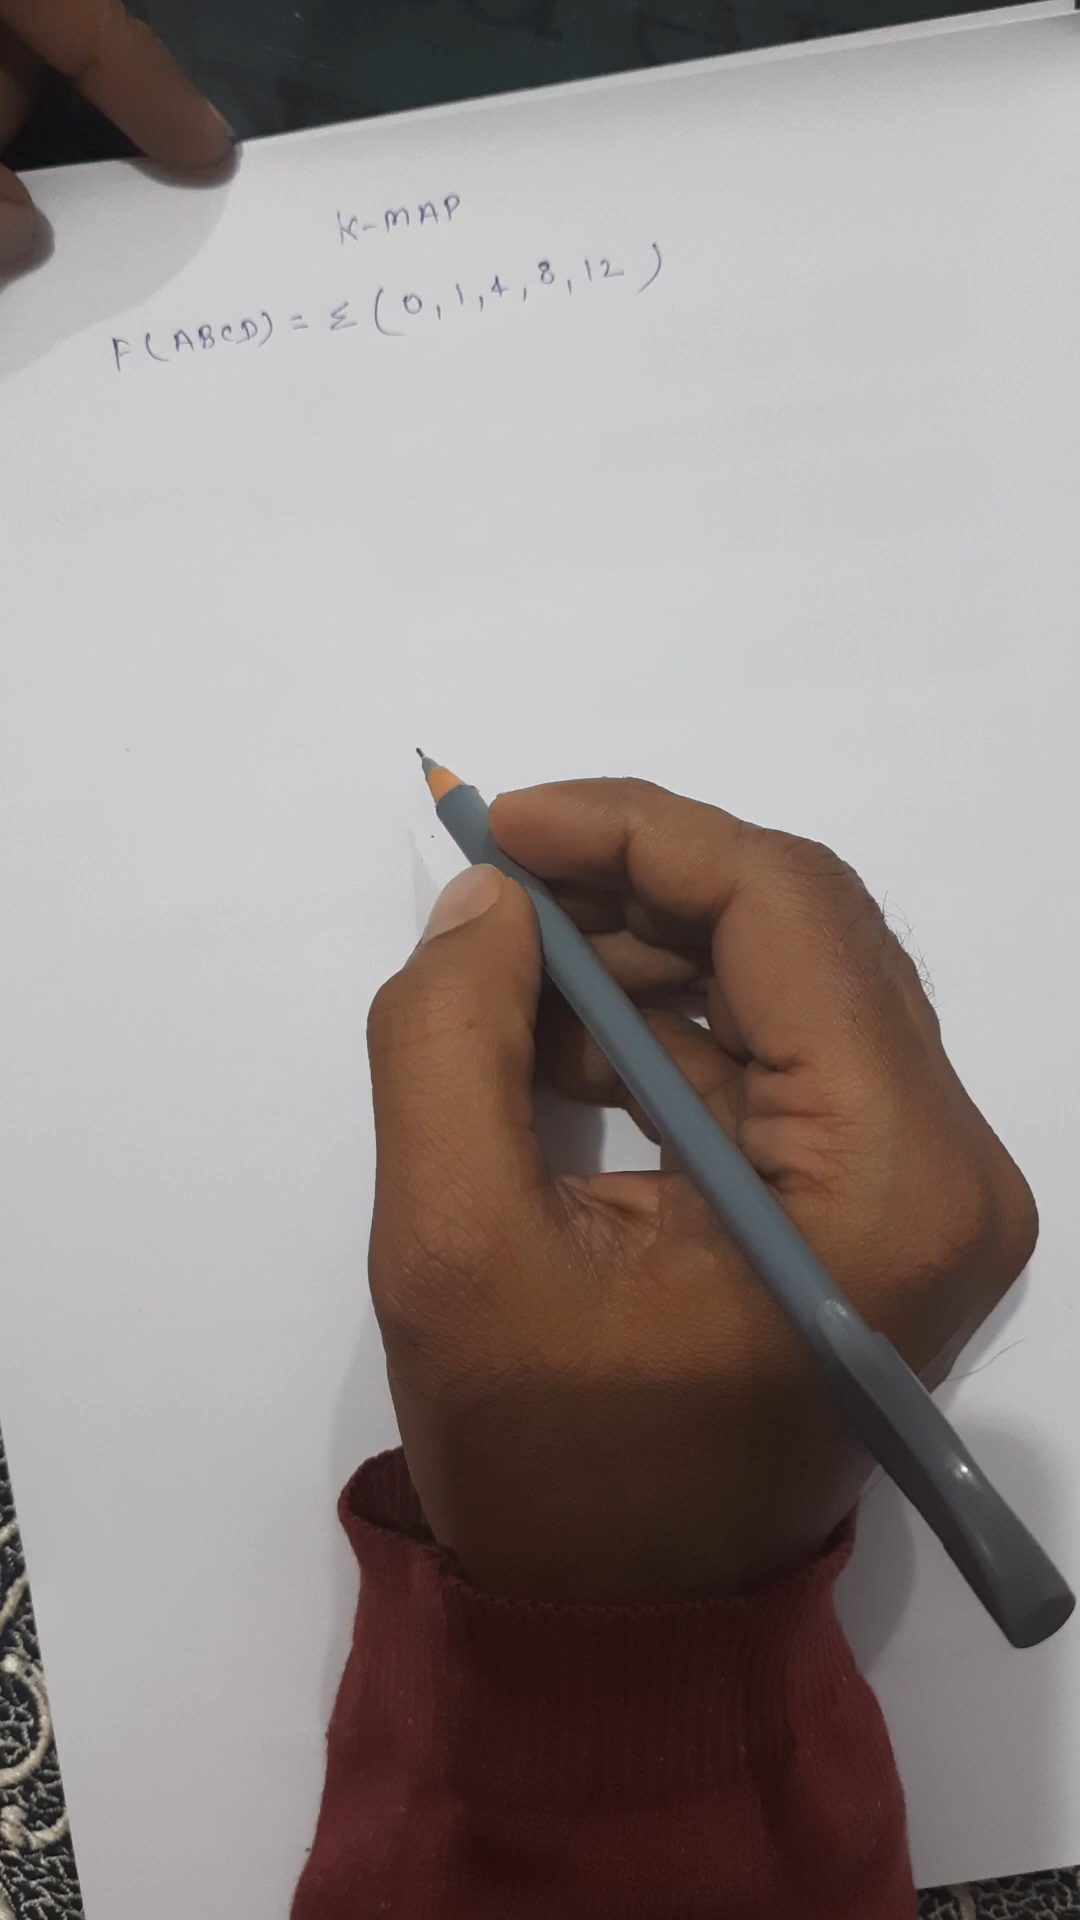 K-MAP
F(ABCD) = Σ (0,1,4,8,12)